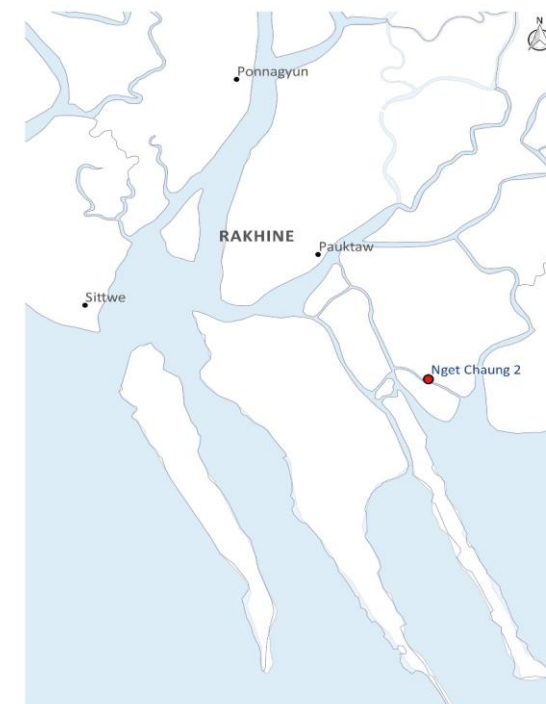 N
Ponnagyun
RAKHINE
Pauktaw
Sittwe
Nget Chaung 2